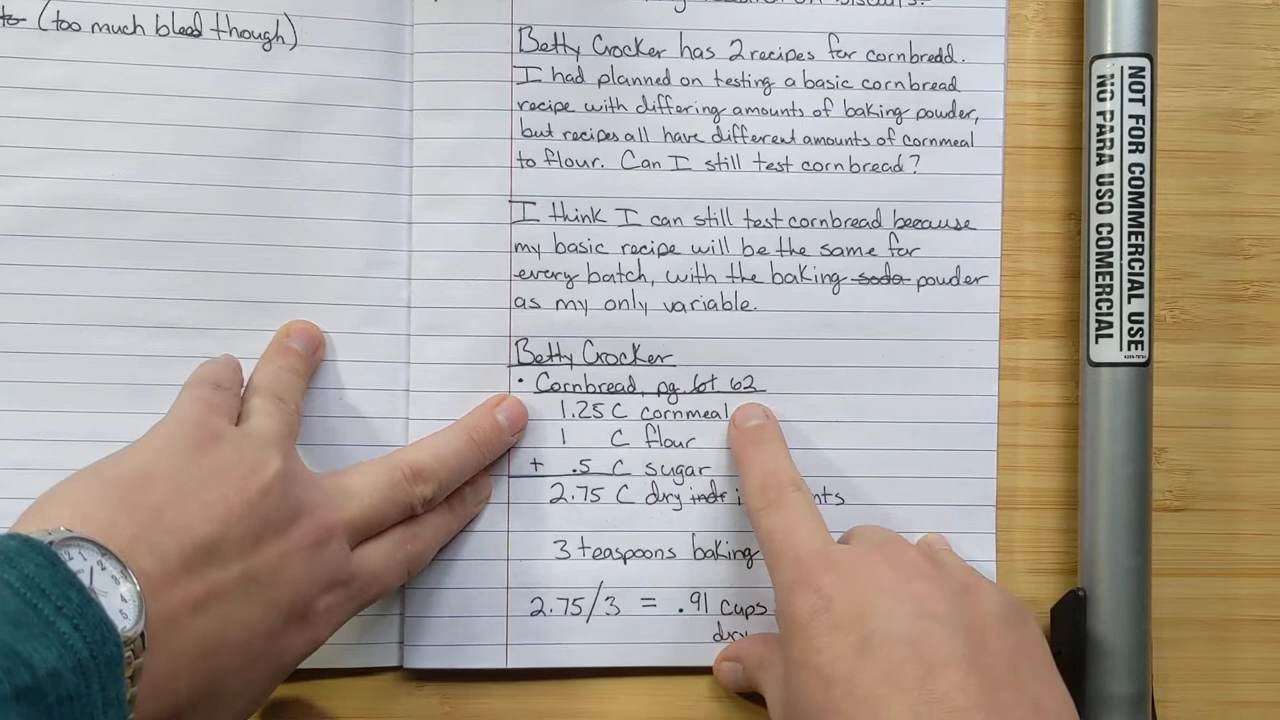 (too much bleed though)
Betty Crocker has 2 recipes for cornbread.
I had planned on testing a basic cornbread
recipe with differing amounts of baking powder,
but recipes all have different amounts of cornmeal
to flour. Can I still test cornbread?
I think I can still test cornbread because
my basic recipe will be the same for
every batch, with the baking soda powder
as my only variable.
Betty Crocker
• Cornbread, pg. 62
1.25 C cornmeal
1 C flour
+ .5 C sugar
2.75 C dry
3 teaspoons baking
2.75/3 = .91 cups
dry
NOT FOR COMMERCIAL USE
NO PARA USO COMERCIAL